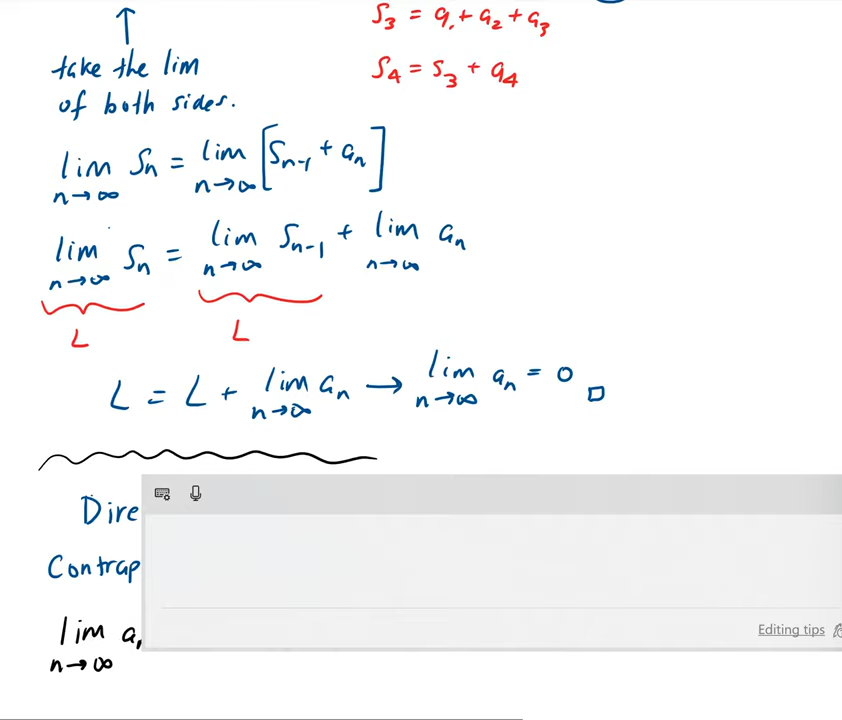 S₃ = a₁ + a₂ + a₃
S₄ = S₃ + a₄
take the lim
of both sides.
lim Sₙ = lim [Sₙ₋₁ + aₙ]
n→∞ n→∞
lim Sₙ = lim Sₙ₋₁ + lim aₙ
n→∞ n→∞ n→∞
L L
L = L + lim aₙ → lim aₙ = 0 □
n→∞ n→∞
Dire
Contrap
lim a
n→∞
Editing tips